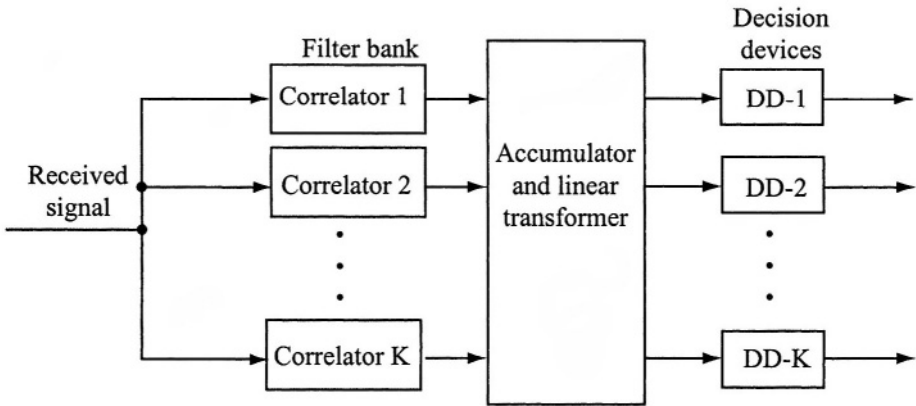 Filter bank
Decision
devices
Received
signal
Correlator 1
Correlator 2
Correlator K
Accumulator
and linear
transformer
DD-1
DD-2
DD-K